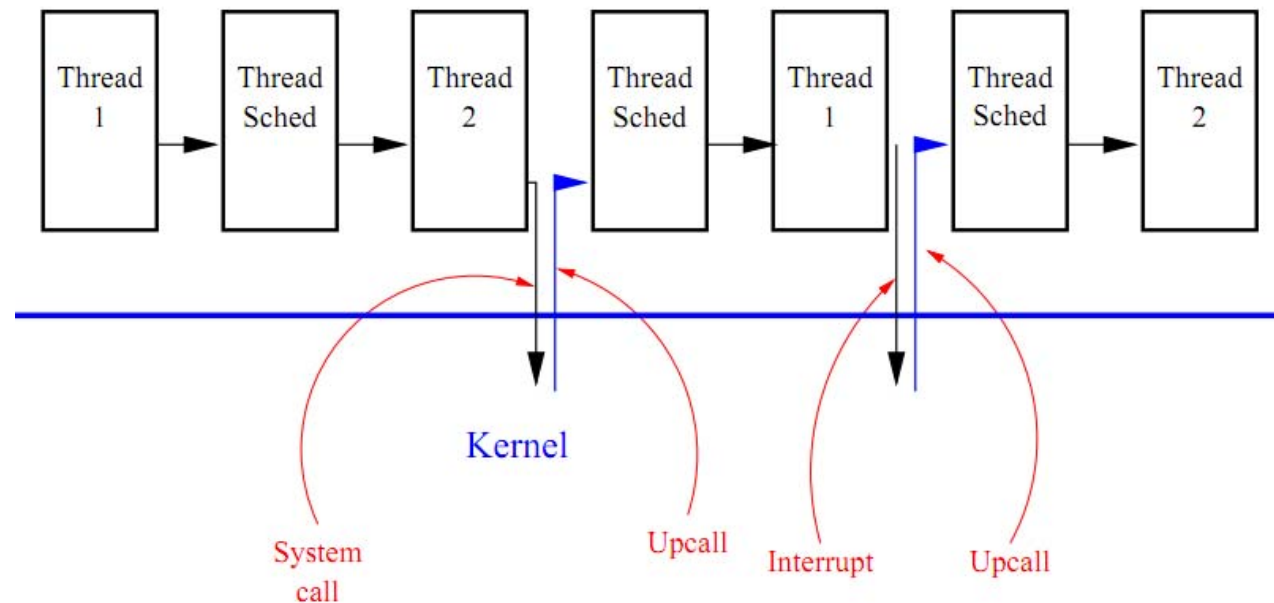 Thread
1
Thread
Sched
Thread
2
Thread
Sched
Thread
1
Thread
Sched
Thread
2
Kernel
System
call
Upcall
Interrupt
Upcall